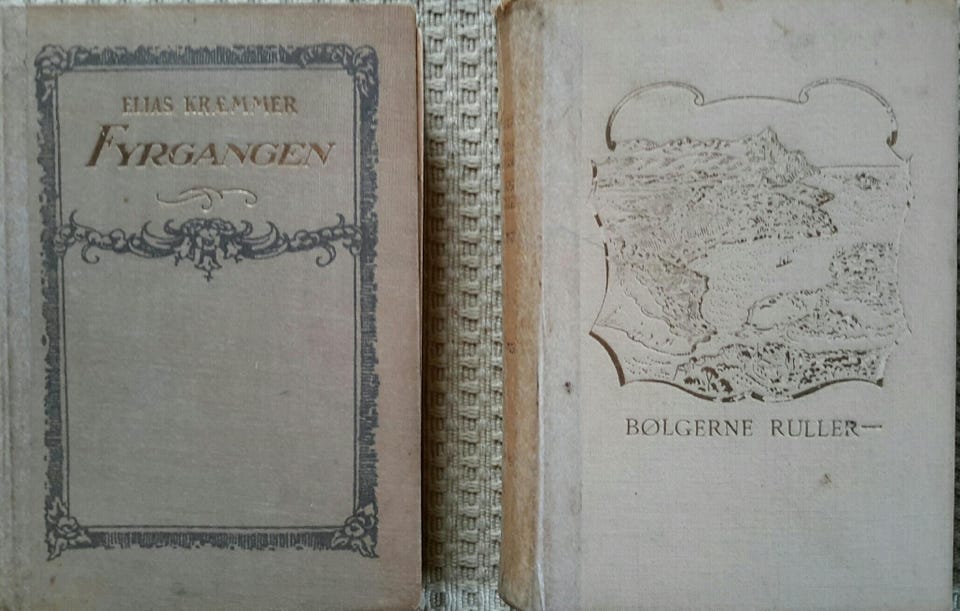 ELIAS KRÆMMER
FYRGANGEN
BØLGERNE RULLER—